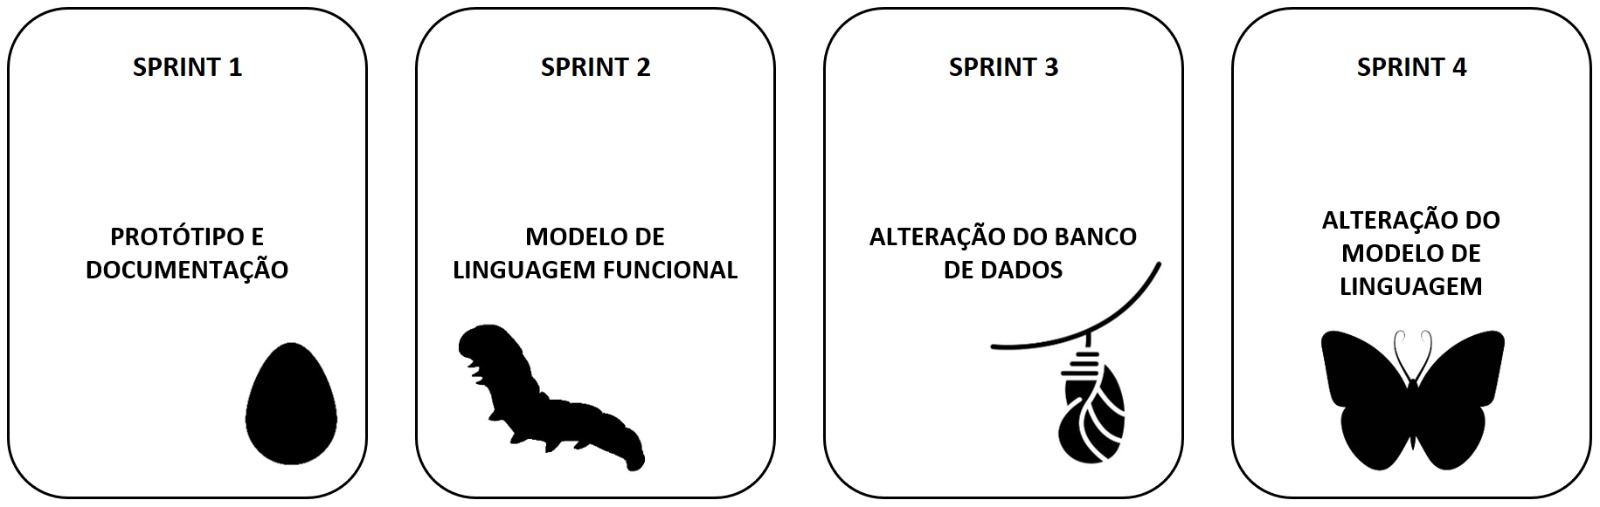 SPRINT 1
PROTÓTIPO E
DOCUMENTAÇÃO
SPRINT 2
MODELO DE
LINGUAGEM FUNCIONAL
SPRINT 3
ALTERAÇÃO DO BANCO
DE DADOS
SPRINT 4
ALTERAÇÃO DO
MODELO DE
LINGUAGEM